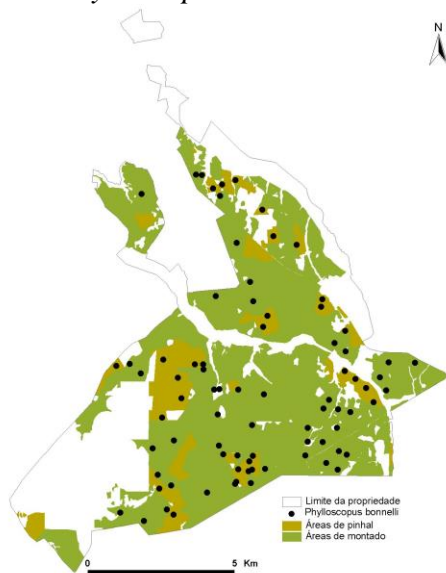 N
Limite da propriedade
Phylloscopus bonnelli
Áreas de pinhal
Áreas de montado
0 5 Km